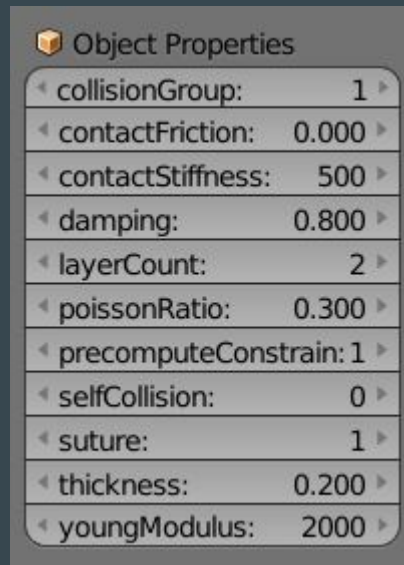 Object Properties
collisionGroup: 1
contactFriction: 0.000
contactStiffness: 500
damping: 0.800
layerCount: 2
poissonRatio: 0.300
precomputeConstrain: 1
selfCollision: 0
suture: 1
thickness: 0.200
youngModulus: 2000